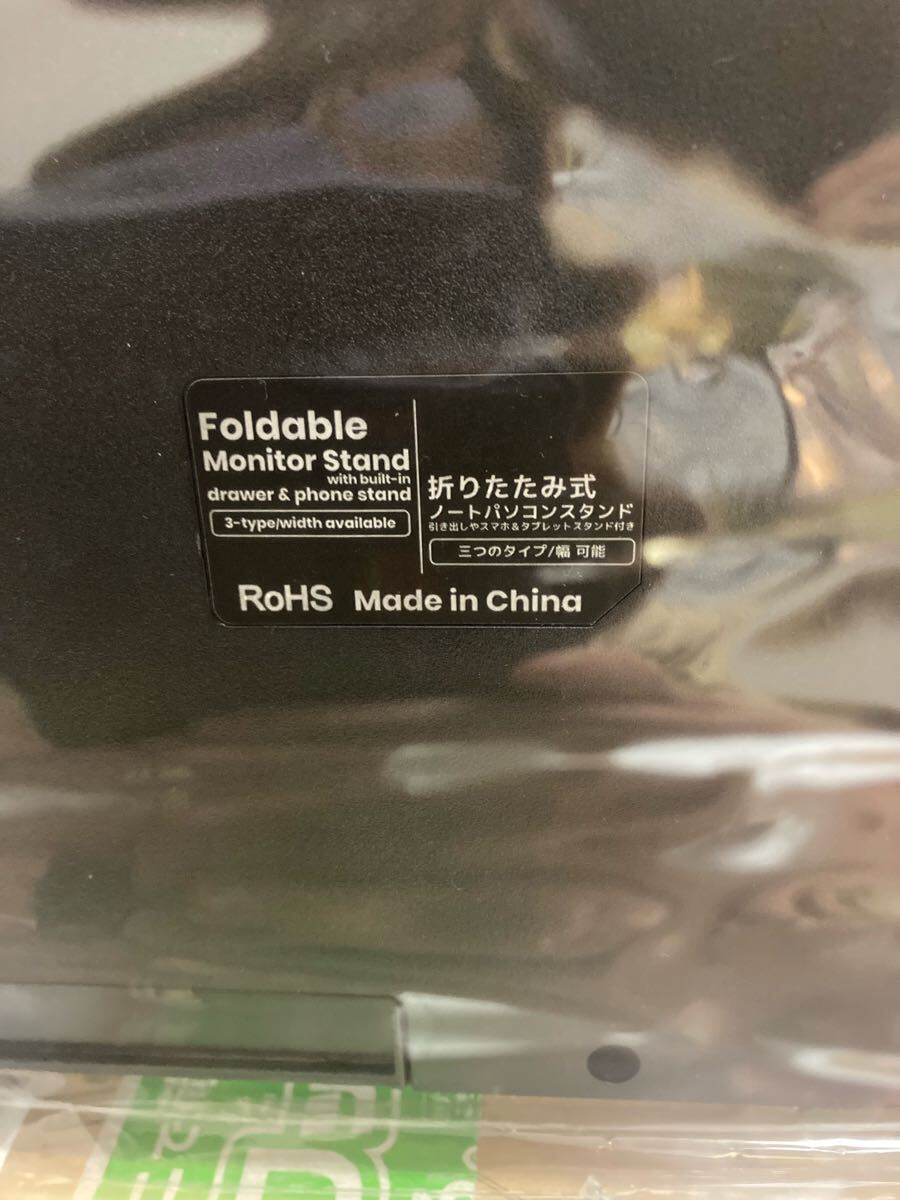 Foldable
Monitor Stand
with built-in
drawer & phone stand
3-type/width available
折りたたみ式
ノートパソコンスタンド
引き出しやスマホ&タブレットスタンド付き
三つのタイプ/幅 可能
RoHS Made in China